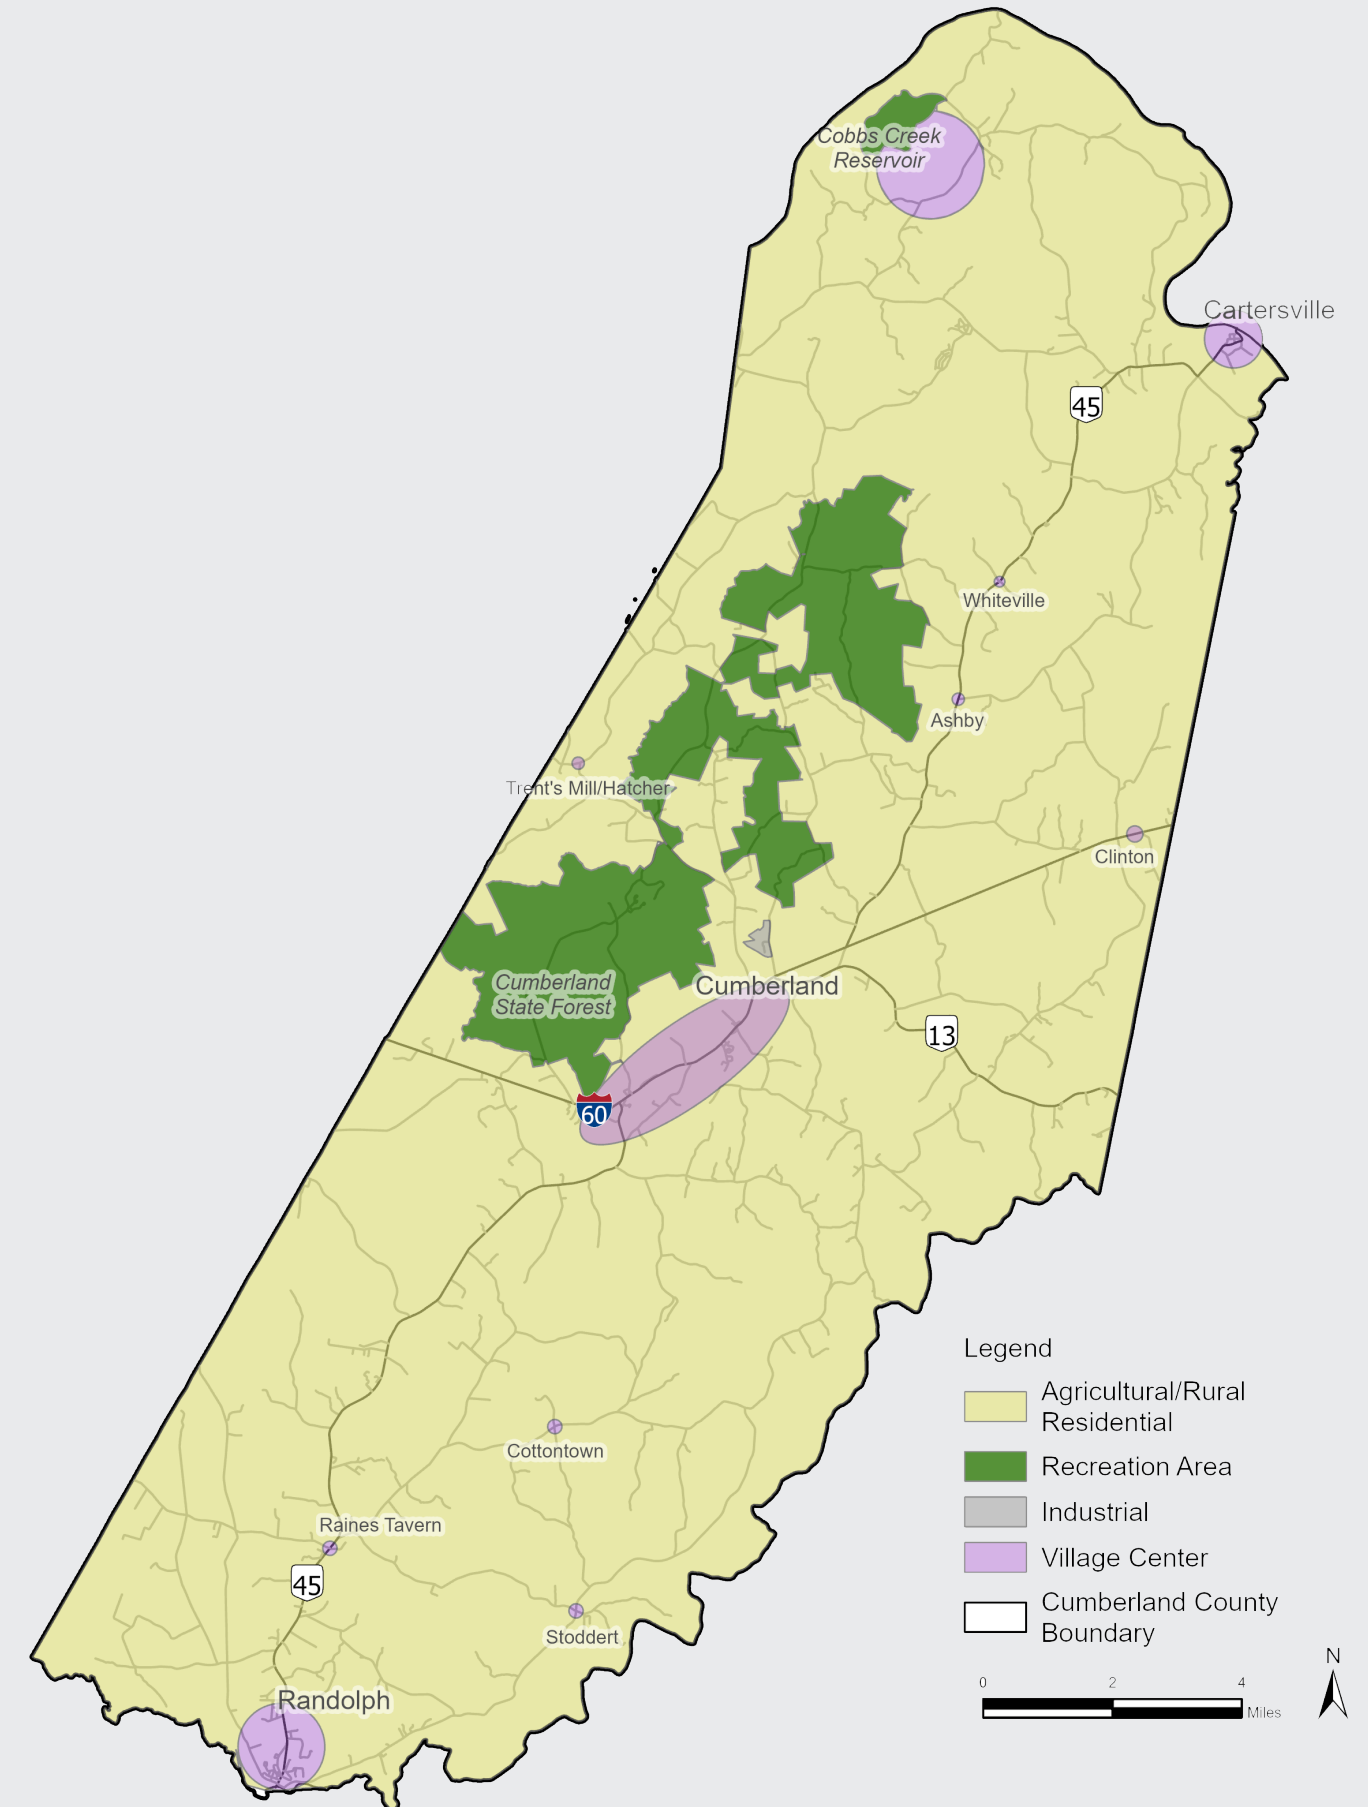 Cobbs Creek
Reservoir
Cartersville
45
Whiteville
Ashby
Trent's Mill/Hatcher
Clinton
Cumberland
State Forest
Cumberland
13
60
Cottontown
Raines Tavern
45
Stoddert
Randolph
Legend
Agricultural/Rural
Residential
Recreation Area
Industrial
Village Center
Cumberland County
Boundary
N
0 2 4
Miles